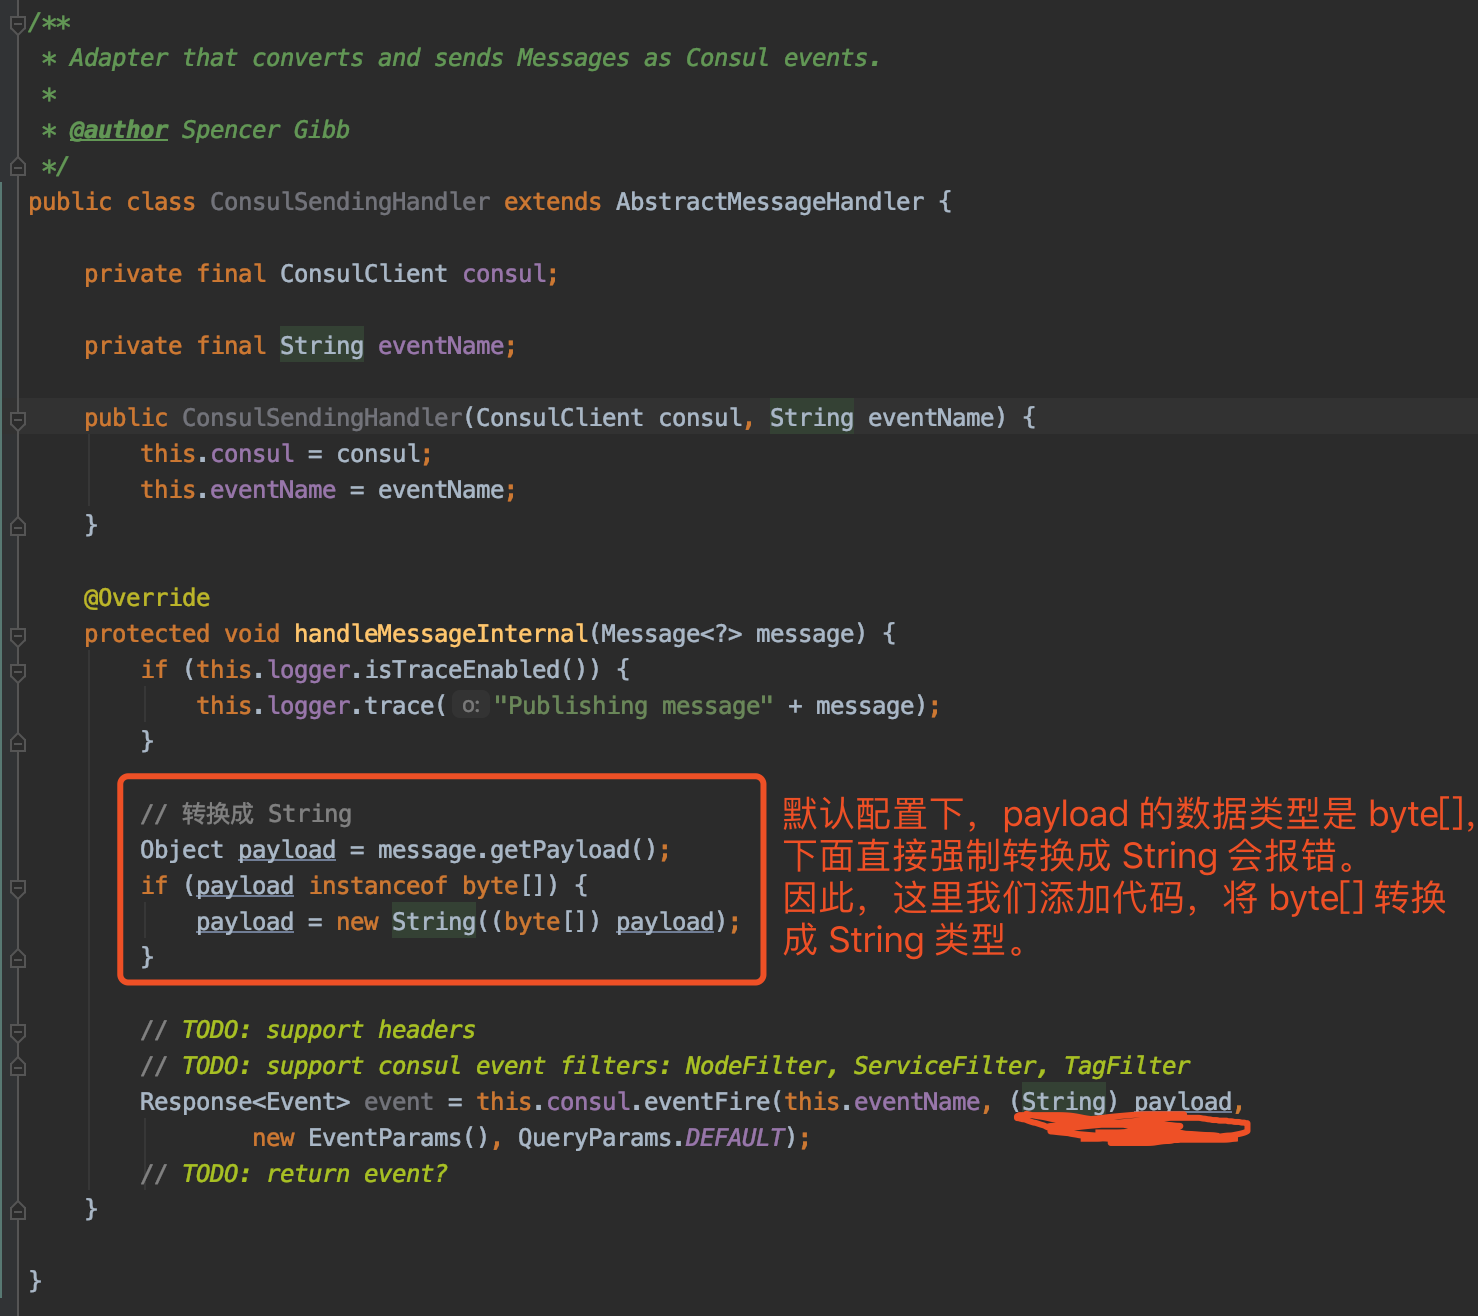 /**
 * Adapter that converts and sends Messages as Consul events.
 *
 * @author Spencer Gibb
 */
public class ConsulSendingHandler extends AbstractMessageHandler {
    private final ConsulClient consul;
    private final String eventName;
    public ConsulSendingHandler(ConsulClient consul, String eventName) {
        this.consul = consul;
        this.eventName = eventName;
    }
    @Override
    protected void handleMessageInternal(Message<?> message) {
        if (this.logger.isTraceEnabled()) {
            this.logger.trace( o: "Publishing message" + message);
        }
        // 转换成 String
        Object payload = message.getPayload();
        if (payload instanceof byte[]) {
            payload = new String((byte[]) payload);
        }
默认配置下，payload 的数据类型是 byte[],
下面直接强制转换成 String 会报错。
因此，这里我们添加代码，将 byte[] 转换
成 String 类型。
        // TODO: support headers
        // TODO: support consul event filters: NodeFilter, ServiceFilter, TagFilter
        Response<Event> event = this.consul.eventFire(this.eventName, (String) payload,
                new EventParams(), QueryParams.DEFAULT);
        // TODO: return event?
    }
}